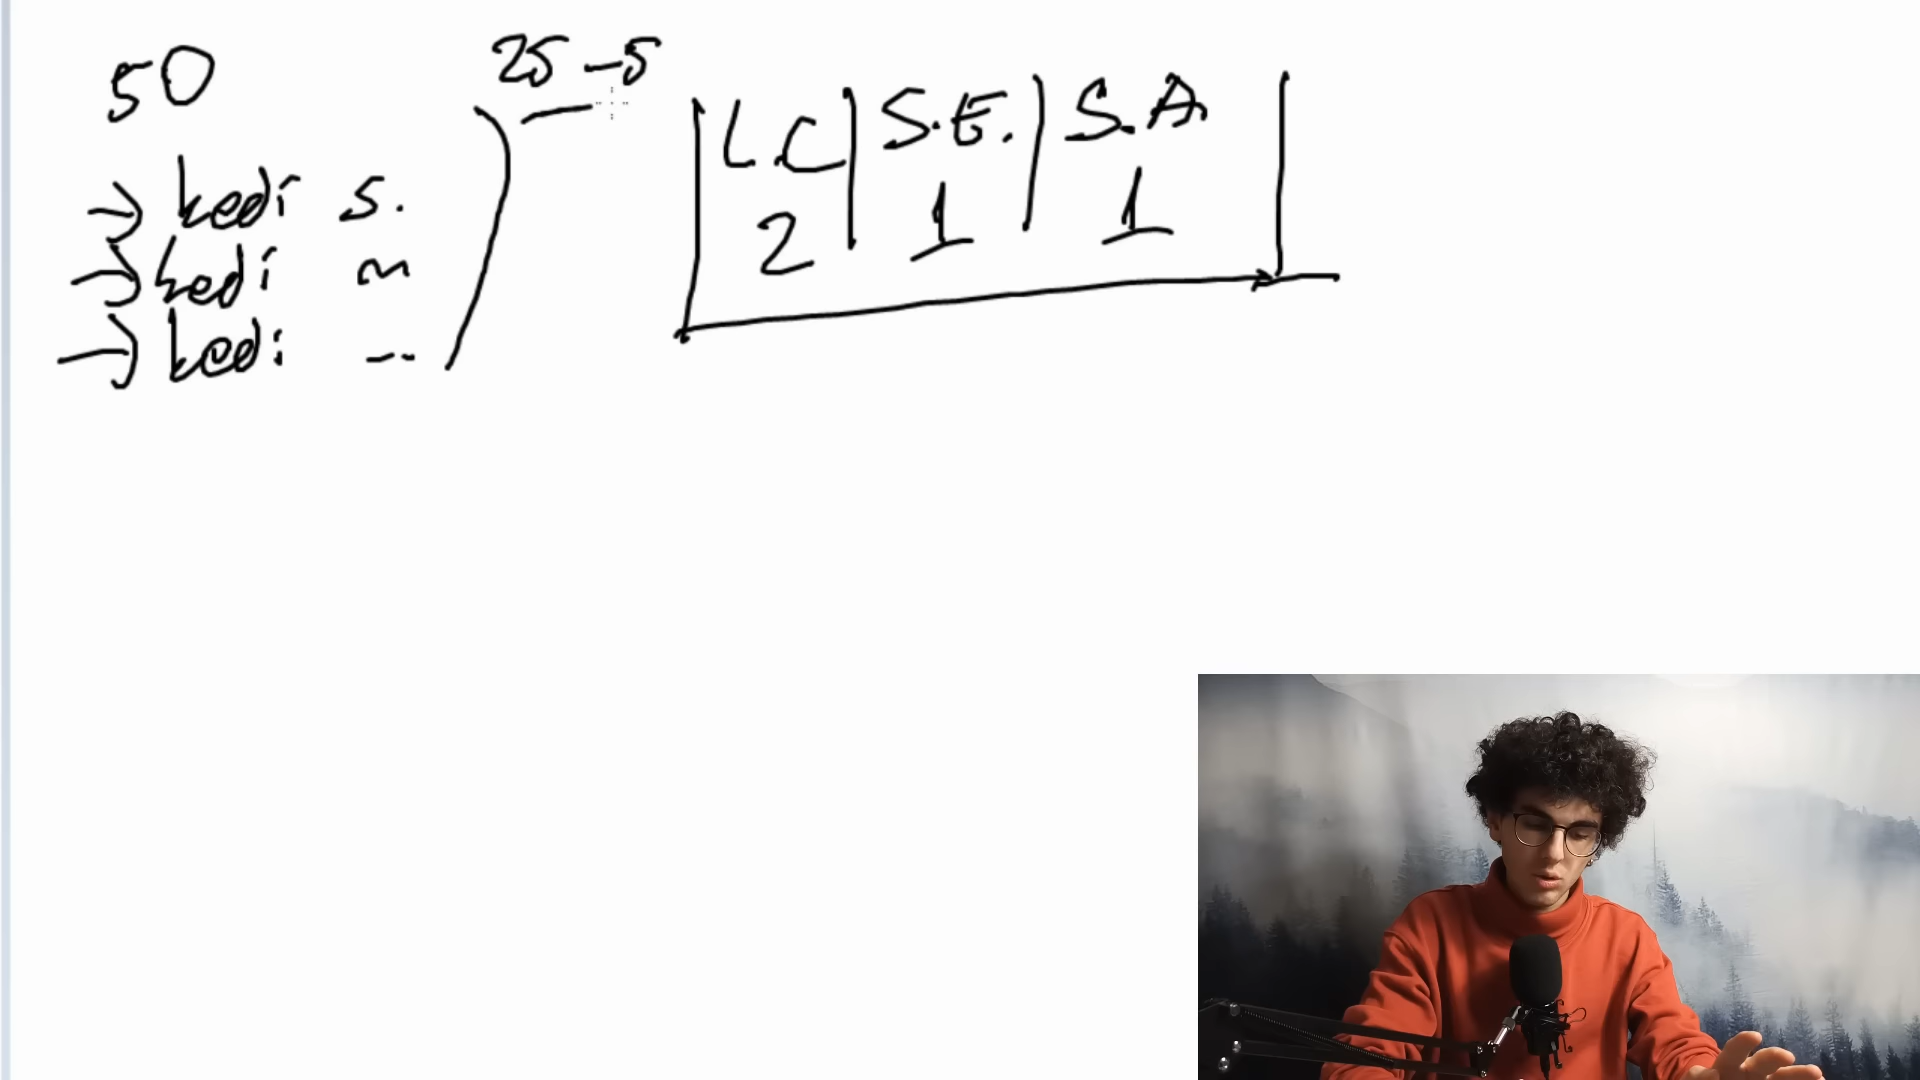 50
→ kedi s.
→ kedi ~
→ kedi --
25-5
L.C | S.E. | S.A.
2 1 1